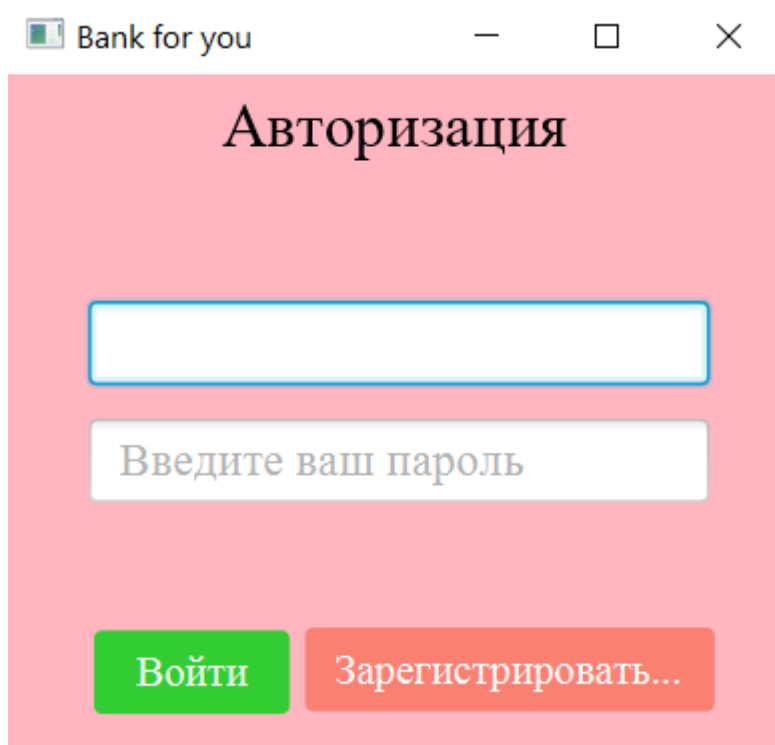 Bank for you
Авторизация
Введите ваш пароль
Войти
Зарегистрировать...